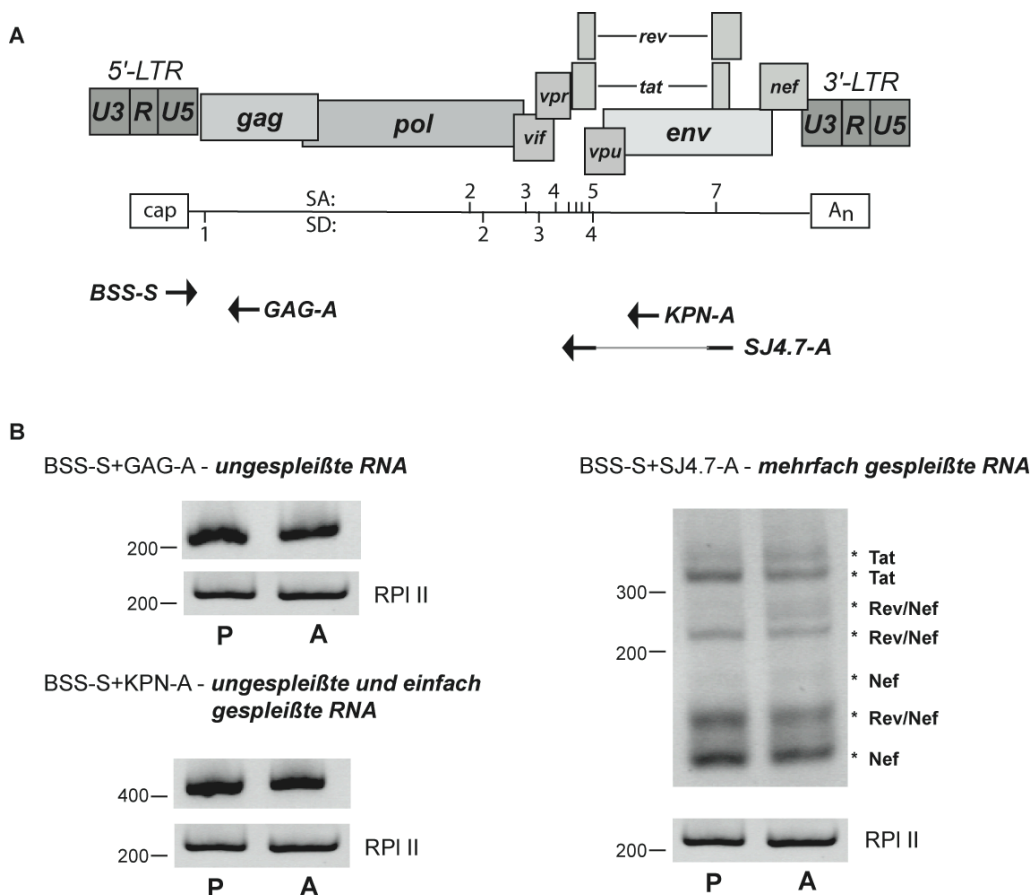 A
rev
5'-LTR
tat
nef
3'-LTR
U3 R U5
gag
pol
vif
vpr
vpu
env
U3 R U5
cap
SA:
2 3 4 5 7
SD:
1 2 3 4
An
BSS-S
GAG-A
KPN-A
SJ4.7-A
B
BSS-S+GAG-A - ungespleißte RNA
200
200
RPI II
P A
BSS-S+KPN-A - ungespleißte und einfach
gespleißte RNA
400
200
RPI II
P A
BSS-S+SJ4.7-A - mehrfach gespleißte RNA
* Tat
* Tat
300
* Rev/Nef
* Rev/Nef
200
* Nef
* Rev/Nef
* Nef
200
RPI II
P A